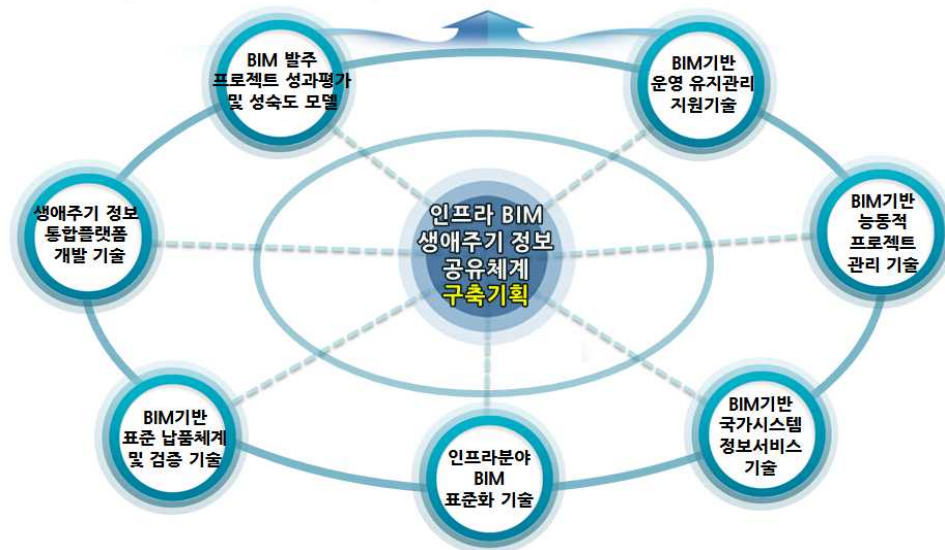 BIM 발주
프로젝트 성과평가
및 성숙도 모델
BIM기반
운영 유지관리
지원기술
생애주기 정보
통합플랫폼
개발 기술
인프라 BIM
생애주기 정보
공유체계
구축기획
BIM기반
능동적
프로젝트
관리 기술
BIM기반
표준 납품체계
및 검증 기술
인프라분야
BIM
표준화 기술
BIM기반
국가시스템
정보서비스
기술